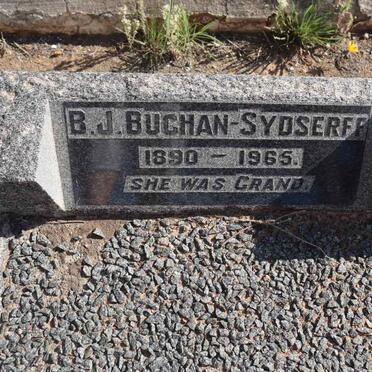 B.J. BUCHAN-SYDSERFF
1890 - 1965.
SHE WAS GRAND.